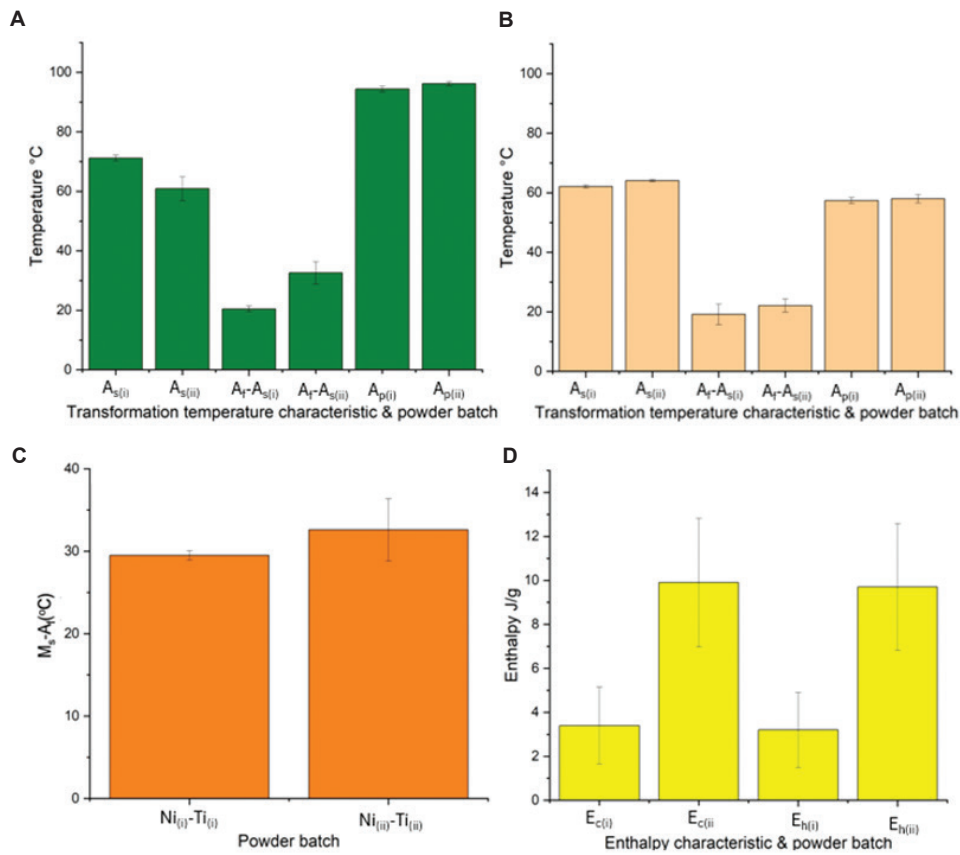 A
Temperature °C
100
80
60
40
20
0
As(i)
As(ii)
Af-As(i)
Af-As(ii)
Ap(i)
Ap(ii)
Transformation temperature characteristic & powder batch
B
Temperature °C
100
80
60
40
20
0
As(i)
As(ii)
Af-As(i)
Af-As(ii)
Ap(i)
Ap(ii)
Transformation temperature characteristic & powder batch
C
Ms-Af(°C)
40
30
20
10
0
Ni(i)-Ti(i)
Ni(ii)-Ti(ii)
Powder batch
D
Enthalpy J/g
14
12
10
8
6
4
2
0
Ec(i)
Ec(ii
Eh(i)
Eh(ii)
Enthalpy characteristic & powder batch